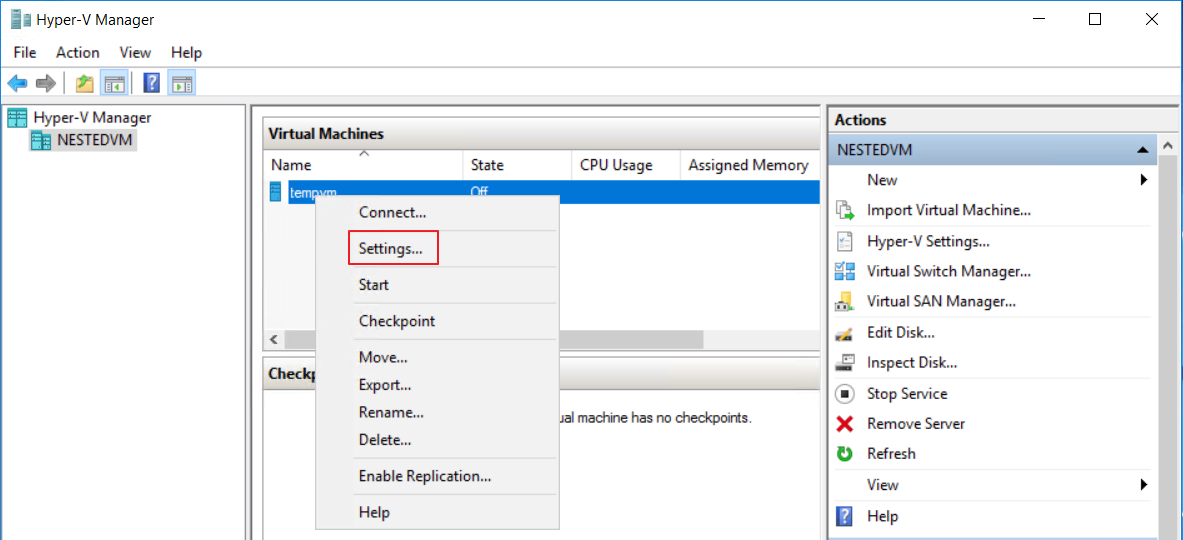 Hyper-V Manager
File Action View Help
Hyper-V Manager
NESTEDVM
Virtual Machines
Name State CPU Usage Assigned Memory
tempvm Off
Connect...
Settings...
Start
Checkpoint
Move...
Export...
Rename...
Delete...
Enable Replication...
Help
Checkp
ual machine has no checkpoints.
Actions
NESTEDVM
New
Import Virtual Machine...
Hyper-V Settings...
Virtual Switch Manager...
Virtual SAN Manager...
Edit Disk...
Inspect Disk...
Stop Service
Remove Server
Refresh
View
Help